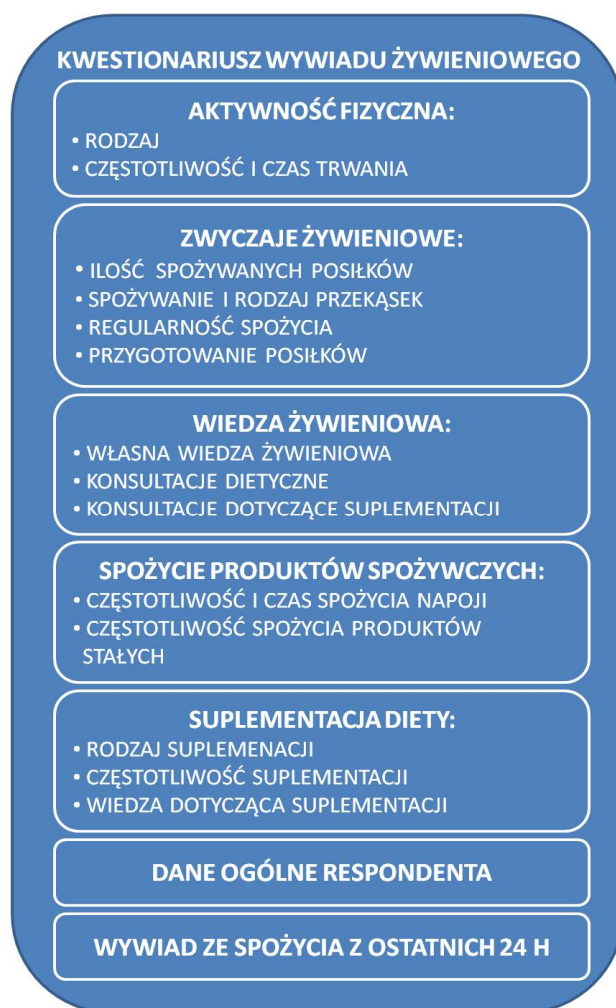 KWESTIONARIUSZ WYWIADU ŻYWIENIOWEGO
AKTYWNOŚĆ FIZYCZNA:
• RODZAJ
• CZĘSTOTLIWOŚĆ I CZAS TRWANIA
ZWYCZAJE ŻYWIENIOWE:
• ILOŚĆ SPOŻYWANYCH POSIŁKÓW
• SPOŻYWANIE I RODZAJ PRZEKĄSEK
• REGULARNOŚĆ SPOŻYCIA
• PRZYGOTOWANIE POSIŁKÓW
WIEDZA ŻYWIENIOWA:
• WŁASNA WIEDZA ŻYWIENIOWA
• KONSULTACJE DIETYCZNE
• KONSULTACJE DOTYCZĄCE SUPLEMENTACJI
SPOŻYCIE PRODUKTÓW SPOŻYWCZYCH:
• CZĘSTOTLIWOŚĆ I CZAS SPOŻYCIA NAPOJI
• CZĘSTOTLIWOŚĆ SPOŻYCIA PRODUKTÓW
STAŁYCH
SUPLEMENTACJA DIETY:
• RODZAJ SUPLEMENACJI
• CZĘSTOTLIWOŚĆ SUPLEMENTACJI
• WIEDZA DOTYCZĄCA SUPLEMENTACJI
DANE OGÓLNE RESPONDENTA
WYWIAD ZE SPOŻYCIA Z OSTATNICH 24 H